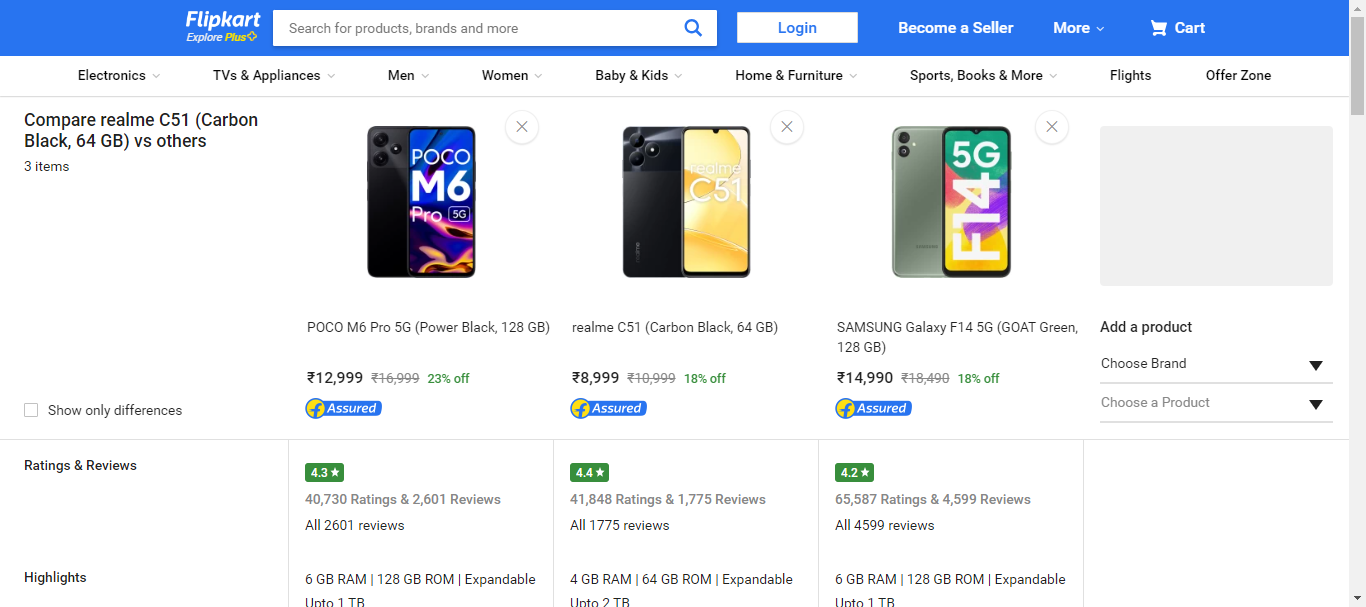 Flipkart
Explore Plus
Search for products, brands and more
Login
Become a Seller
More
Cart
Electronics
TVs & Appliances
Men
Women
Baby & Kids
Home & Furniture
Sports, Books & More
Flights
Offer Zone
Compare realme C51 (Carbon
Black, 64 GB) vs others
3 items
POCO
M6
Pro 5G
realme
realme
C51
SAMSUNG
5G
F14
POCO M6 Pro 5G (Power Black, 128 GB)
₹12,999 ₹16,999 23% off
Assured
realme C51 (Carbon Black, 64 GB)
₹8,999 ₹10,999 18% off
Assured
SAMSUNG Galaxy F14 5G (GOAT Green,
128 GB)
₹14,990 ₹18,490 18% off
Assured
Add a product
Choose Brand
Choose a Product
Show only differences
Ratings & Reviews
4.3
40,730 Ratings & 2,601 Reviews
All 2601 reviews
4.4
41,848 Ratings & 1,775 Reviews
All 1775 reviews
4.2
65,587 Ratings & 4,599 Reviews
All 4599 reviews
Highlights
6 GB RAM | 128 GB ROM | Expandable
Upto 1 TB
4 GB RAM | 64 GB ROM | Expandable
Upto 2 TB
6 GB RAM | 128 GB ROM | Expandable
Upto 1 TB